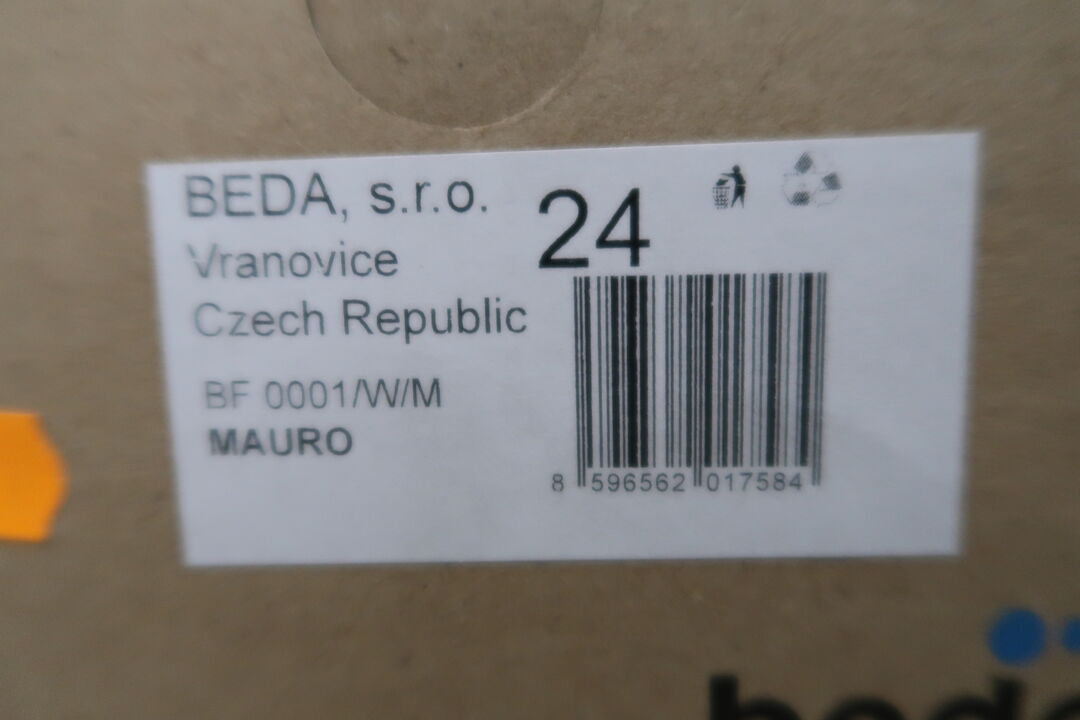 BEDA, s.r.o.
24
Vranovice
Czech Republic
BF 0001/W/M
MAURO
8 596562 017584